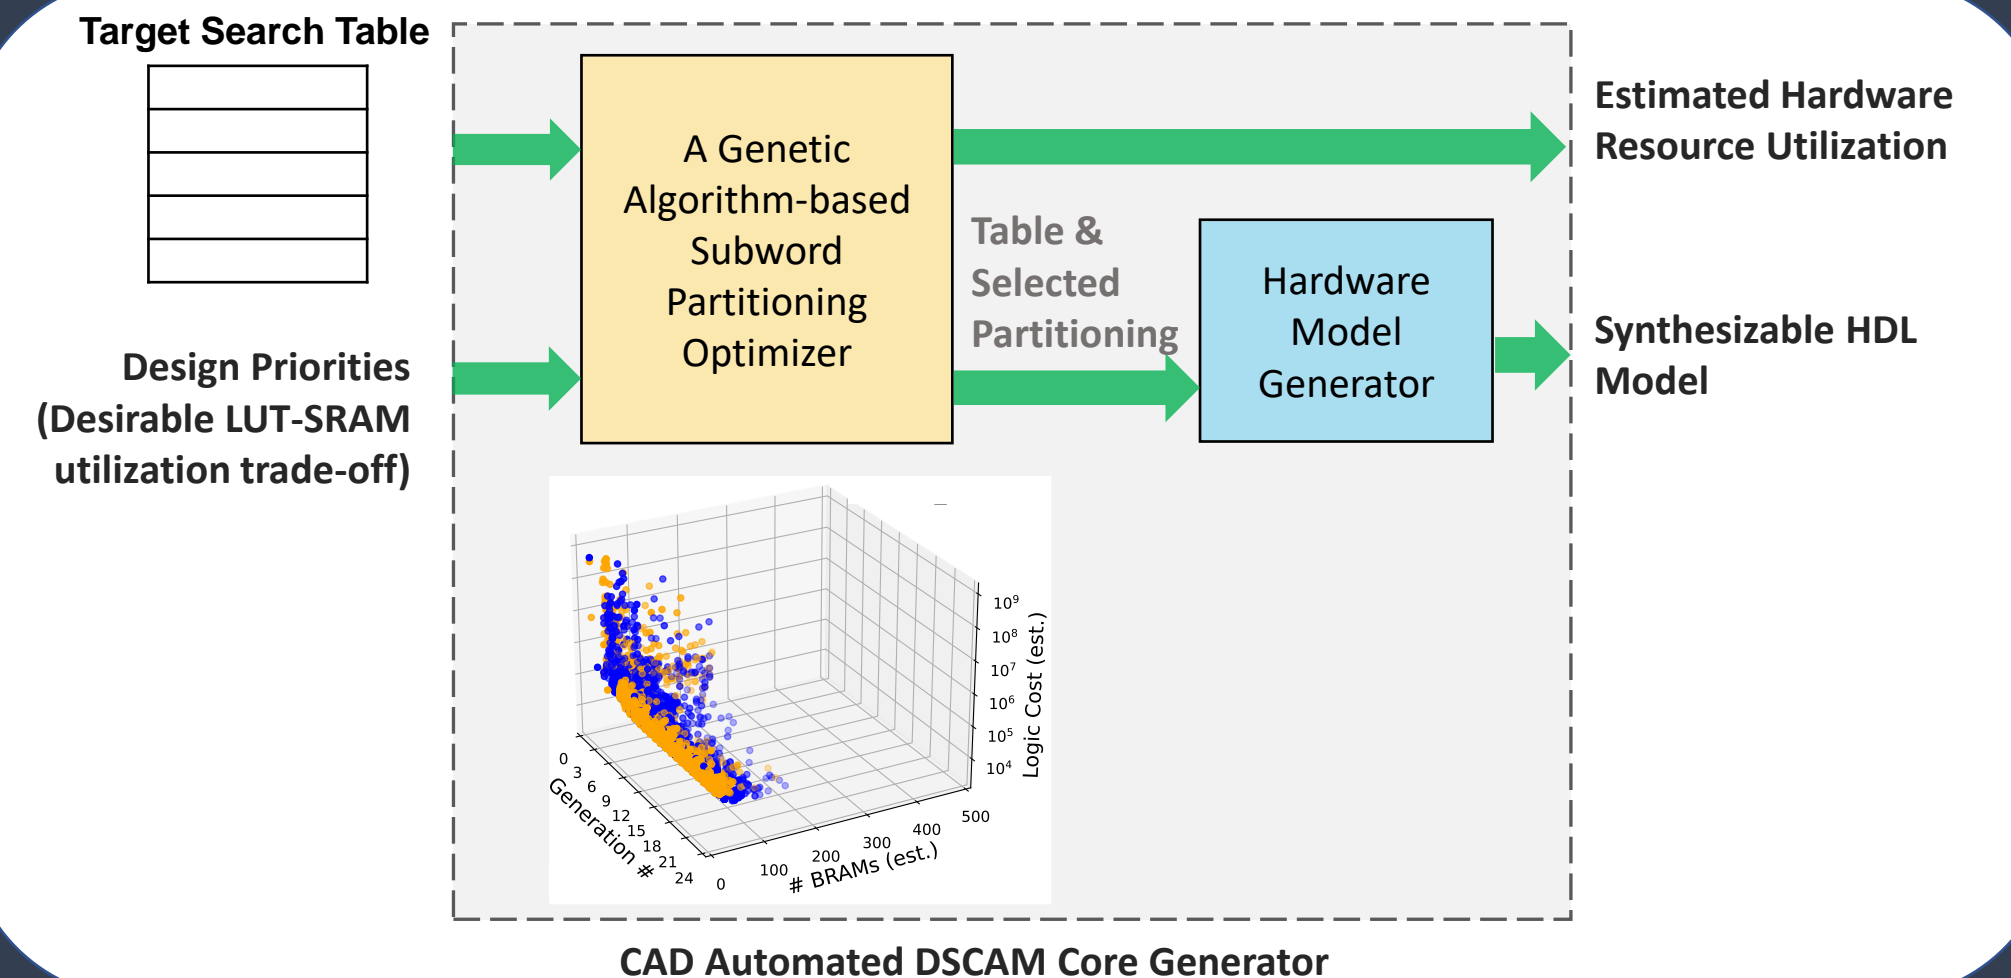 Target Search Table
Design Priorities
(Desirable LUT-SRAM
utilization trade-off)
A Genetic
Algorithm-based
Subword
Partitioning
Optimizer
Table &
Selected
Partitioning
Hardware
Model
Generator
Estimated Hardware
Resource Utilization
Synthesizable HDL
Model
10⁹
10⁸
10⁷
10⁶
10⁵
10⁴
Logic Cost (est.)
0
3
6
9
12
15
18
21
24
Generation #
0
100
200
300
400
500
# BRAMs (est.)
CAD Automated DSCAM Core Generator